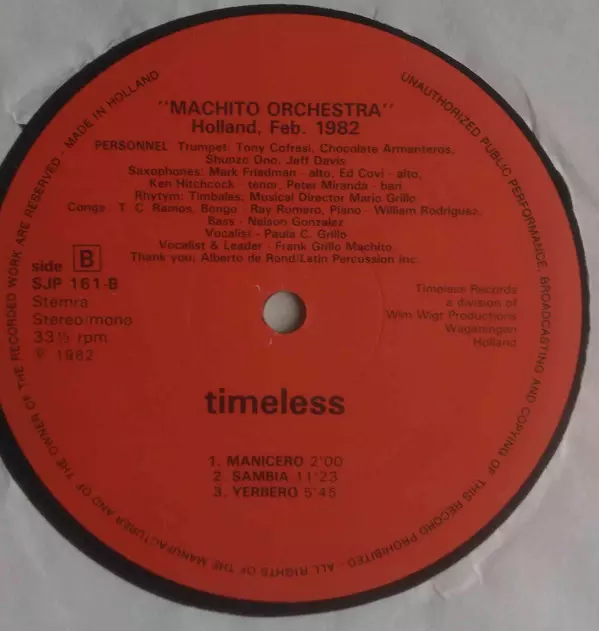 "MACHITO ORCHESTRA"
Holland, Feb. 1982
PERSONNEL Trumpet: Tony Cofresi, Chocolate Armanteros,
Shunzo Ono, Jeff Davis
Saxophones: Mark Friedman - alto, Ed Covi - alto,
Ken Hitchcock - tenor, Peter Miranda - bari
Rhytym: Timbales, Musical Director Mario Grillo
Conga: T. C. Ramos, Bongo - Ray Romero, Piano - William Rodriguez,
Bass - Nelson Gonzalez
Vocalist - Paula C. Grillo
Vocalist & Leader - Frank Grillo Machito
Thank you: Alberto de Rond/Latin Percussion Inc.
side B
SJP 161-B
Stemra
Stereo/mono
33⅓ rpm
℗ 1982
Timeless Records
a division of
Wim Wigt Productions
Wageningen
Holland
timeless
1. MANICERO 2'00
2. SAMBIA 11'23
3. YERBERO 5'45
UNAUTHORIZED PUBLIC PERFORMANCE, BROADCASTING AND COPYING OF THIS RECORD PROHIBITED - ALL RIGHTS OF THE MANUFACTURER AND OF THE OWNER OF THE RECORDED WORK ARE RESERVED - MADE IN HOLLAND